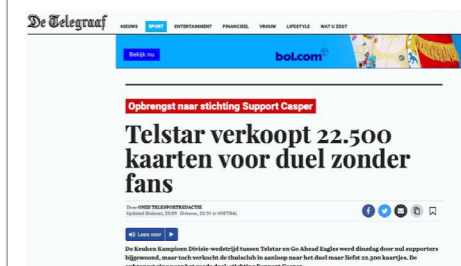 De Telegraaf
NIEUWS SPORT ENTERTAINMENT FINANCIEEL VROUW LIFESTYLE WAT U ZEGT
Bekijk nu
bol.com
Opbrengst naar stichting Support Casper
Telstar verkoopt 22.500
kaarten voor duel zonder
fans
Door ONZE TELESPORTREDACTIE
Updated Gisteren, 23:09 Gisteren, 22:31 in VOETBAL
Lees voor
De Keuken Kampioen Divisie-wedstrijd tussen Telstar en Go Ahead Eagles werd dinsdag door nul supporters
bijgewoond, maar toch verkocht de thuisclub in aanloop naar het duel maar liefst 22.500 kaartjes. De